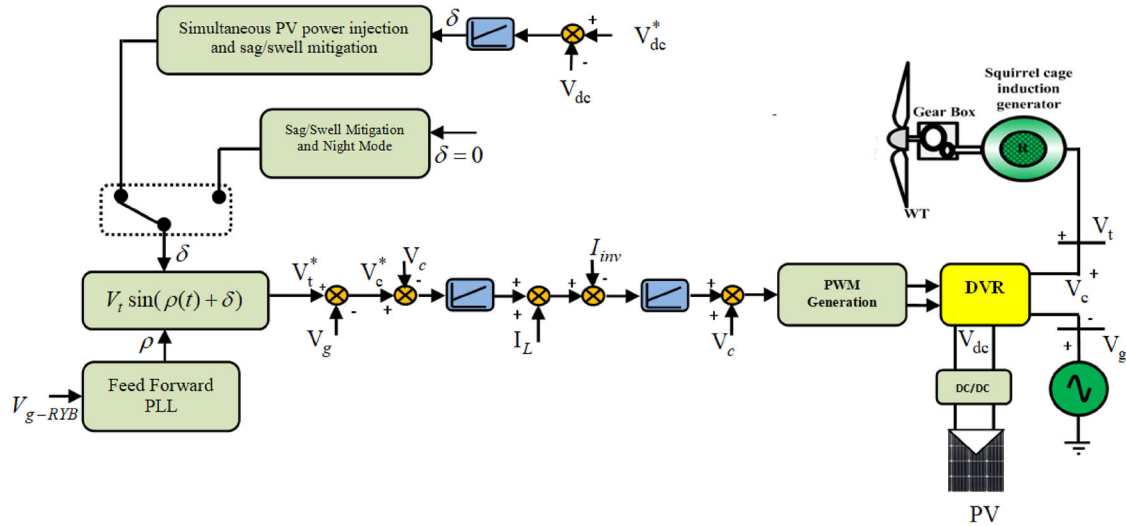 Simultaneous PV power injection
and sag/swell mitigation
δ
+
-
V*dc
Vdc
Sag/Swell Mitigation
and Night Mode
δ = 0
Squirrel cage
induction
generator
Gear Box
R
WT
δ
Vt sin( ρ(t) + δ)
ρ
Feed Forward
PLL
Vg−RYB
V*t
+
-
Vg
V*c
+
-
Vc
+
+
IL
+
-
Iinv
+
+
Vc
PWM
Generation
DVR
Vdc
DC/DC
PV
+
Vt
+
Vc
-
+
Vg